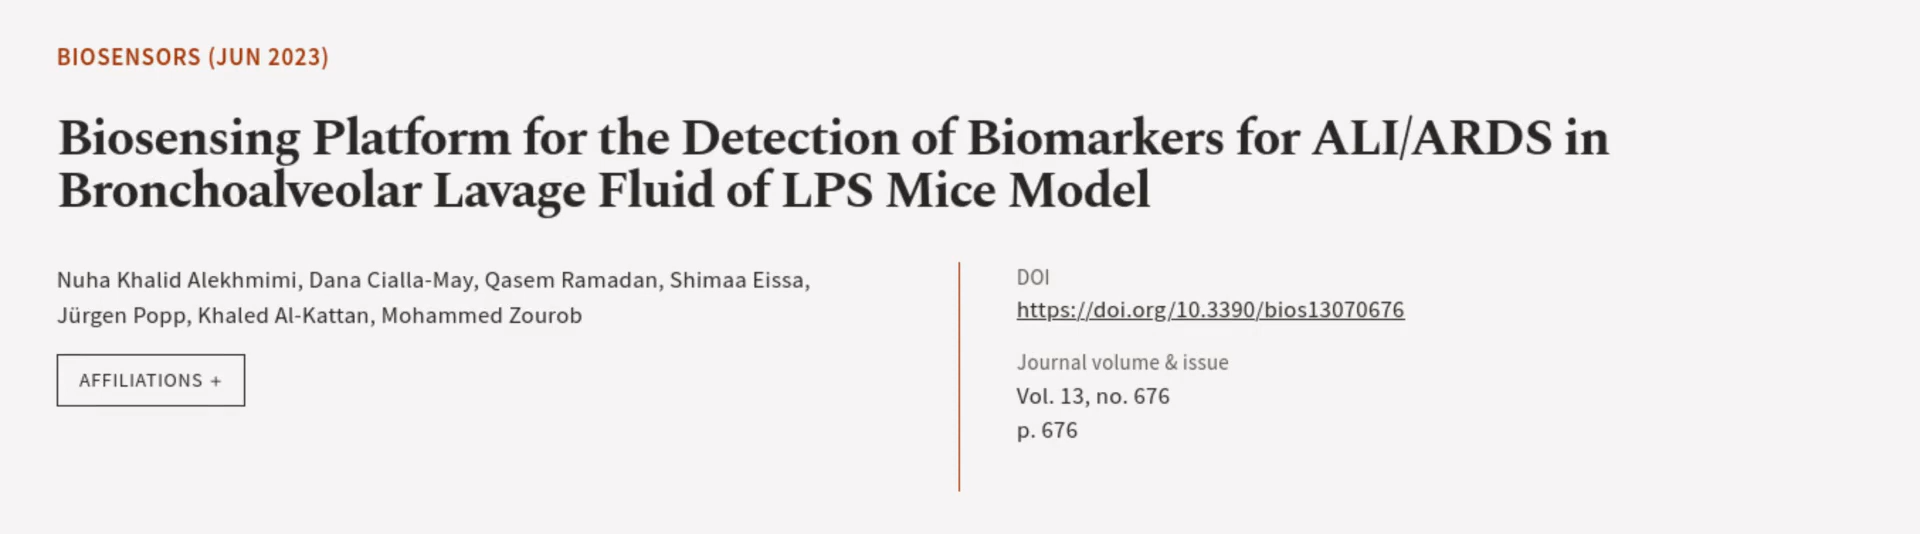 BIOSENSORS (JUN 2023)
Biosensing Platform for the Detection of Biomarkers for ALI/ARDS in
Bronchoalveolar Lavage Fluid of LPS Mice Model
Nuha Khalid Alekhmimi, Dana Cialla-May, Qasem Ramadan, Shimaa Eissa,
Jürgen Popp, Khaled Al-Kattan, Mohammed Zourob
AFFILIATIONS +
DOI
https://doi.org/10.3390/bios13070676
Journal volume & issue
Vol. 13, no. 676
p. 676